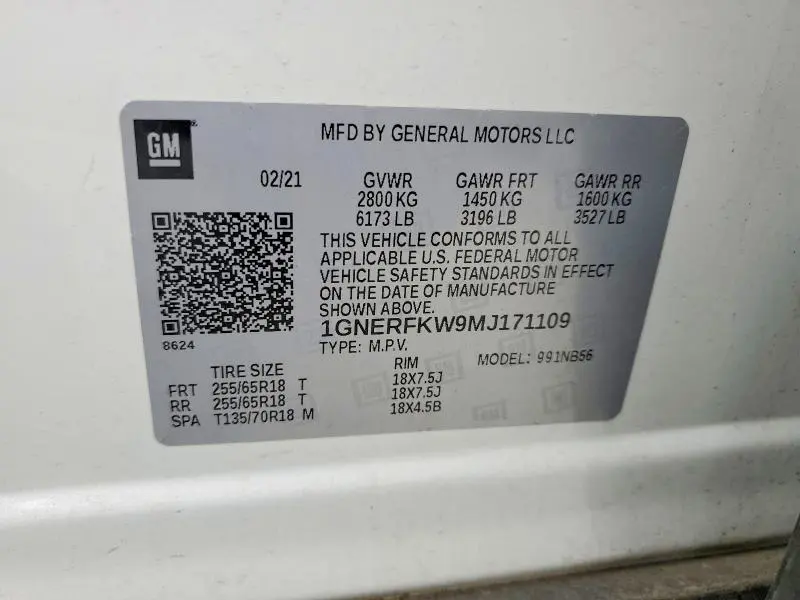 GM
MFD BY GENERAL MOTORS LLC
02/21 GVWR GAWR FRT GAWR RR
2800 KG 1450 KG 1600 KG
6173 LB 3196 LB 3527 LB
THIS VEHICLE CONFORMS TO ALL
APPLICABLE U.S. FEDERAL MOTOR
VEHICLE SAFETY STANDARDS IN EFFECT
ON THE DATE OF MANUFACTURE
SHOWN ABOVE.
1GNERFKW9MJ171109
8624
TYPE: M.P.V. MODEL: 991NB56
TIRE SIZE RIM
FRT 255/65R18 T 18X7.5J
RR 255/65R18 T 18X7.5J
SPA T135/70R18 M 18X4.5B